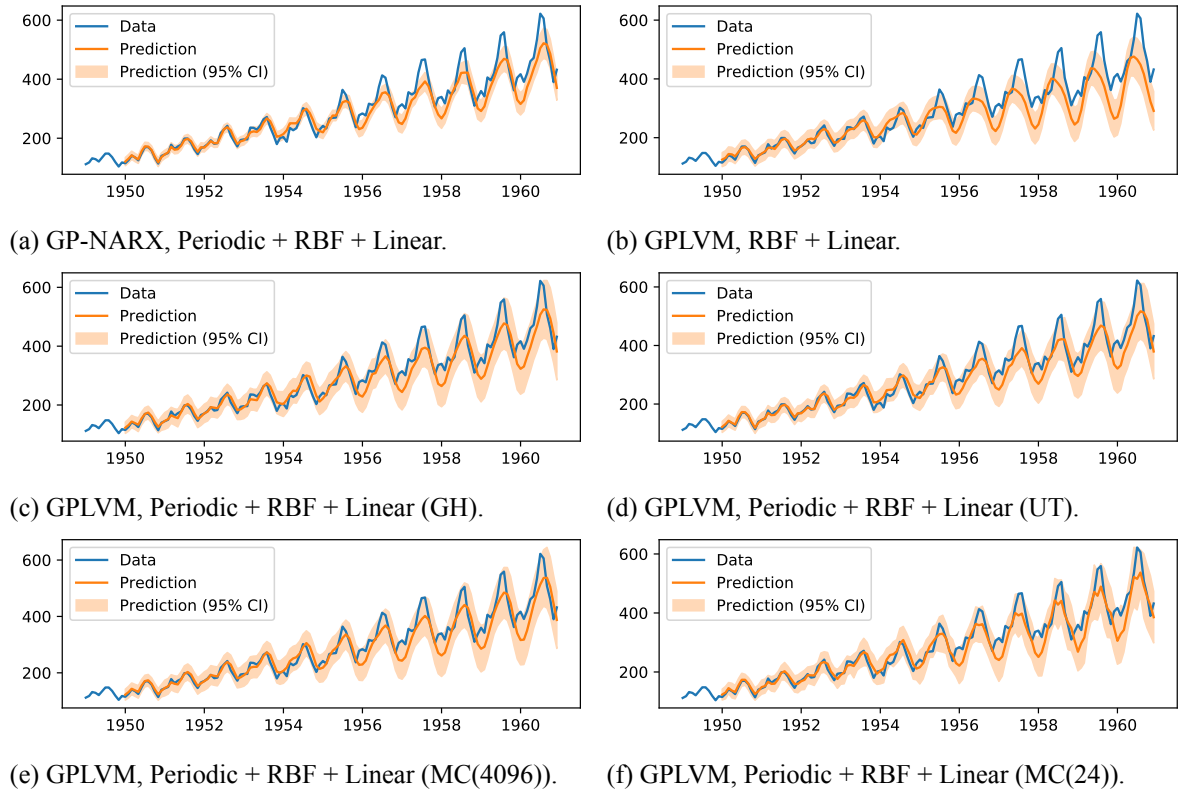 600
400
200
Data
Prediction
Prediction (95% CI)
1950 1952 1954 1956 1958 1960
600
400
200
Data
Prediction
Prediction (95% CI)
1950 1952 1954 1956 1958 1960
(a) GP-NARX, Periodic + RBF + Linear.
(b) GPLVM, RBF + Linear.
600
400
200
Data
Prediction
Prediction (95% CI)
1950 1952 1954 1956 1958 1960
600
400
200
Data
Prediction
Prediction (95% CI)
1950 1952 1954 1956 1958 1960
(c) GPLVM, Periodic + RBF + Linear (GH).
(d) GPLVM, Periodic + RBF + Linear (UT).
600
400
200
Data
Prediction
Prediction (95% CI)
1950 1952 1954 1956 1958 1960
600
400
200
Data
Prediction
Prediction (95% CI)
1950 1952 1954 1956 1958 1960
(e) GPLVM, Periodic + RBF + Linear (MC(4096)).
(f) GPLVM, Periodic + RBF + Linear (MC(24)).